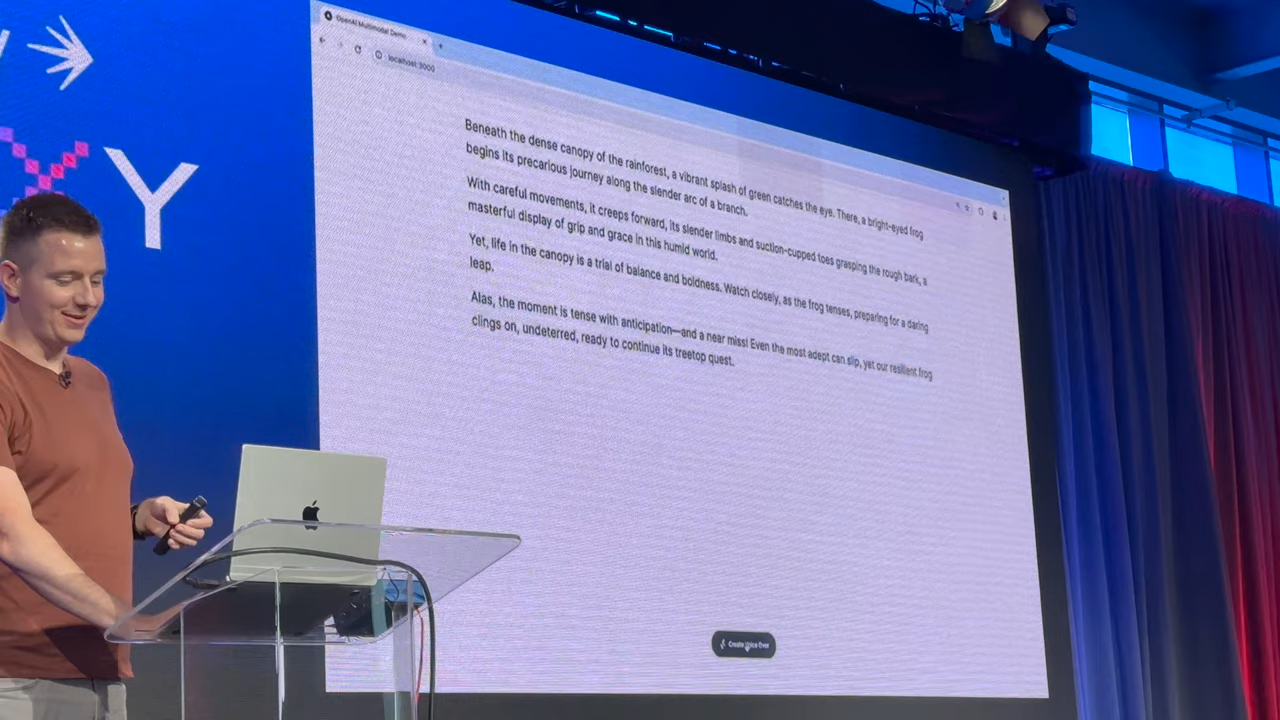 Y
OpenAI Multimodal Demo
localhost:3000
Beneath the dense canopy of the rainforest, a vibrant splash of green catches the eye. There, a bright-eyed frog
begins its precarious journey along the slender arc of a branch.
With careful movements, it creeps forward, its slender limbs and suction-cupped toes grasping the rough bark, a
masterful display of grip and grace in this humid world.
Yet, life in the canopy is a trial of balance and boldness. Watch closely, as the frog tenses, preparing for a daring
leap.
Alas, the moment is tense with anticipation—and a near miss! Even the most adept can slip, yet our resilient frog
clings on, undeterred, ready to continue its treetop quest.
Create Voice Over